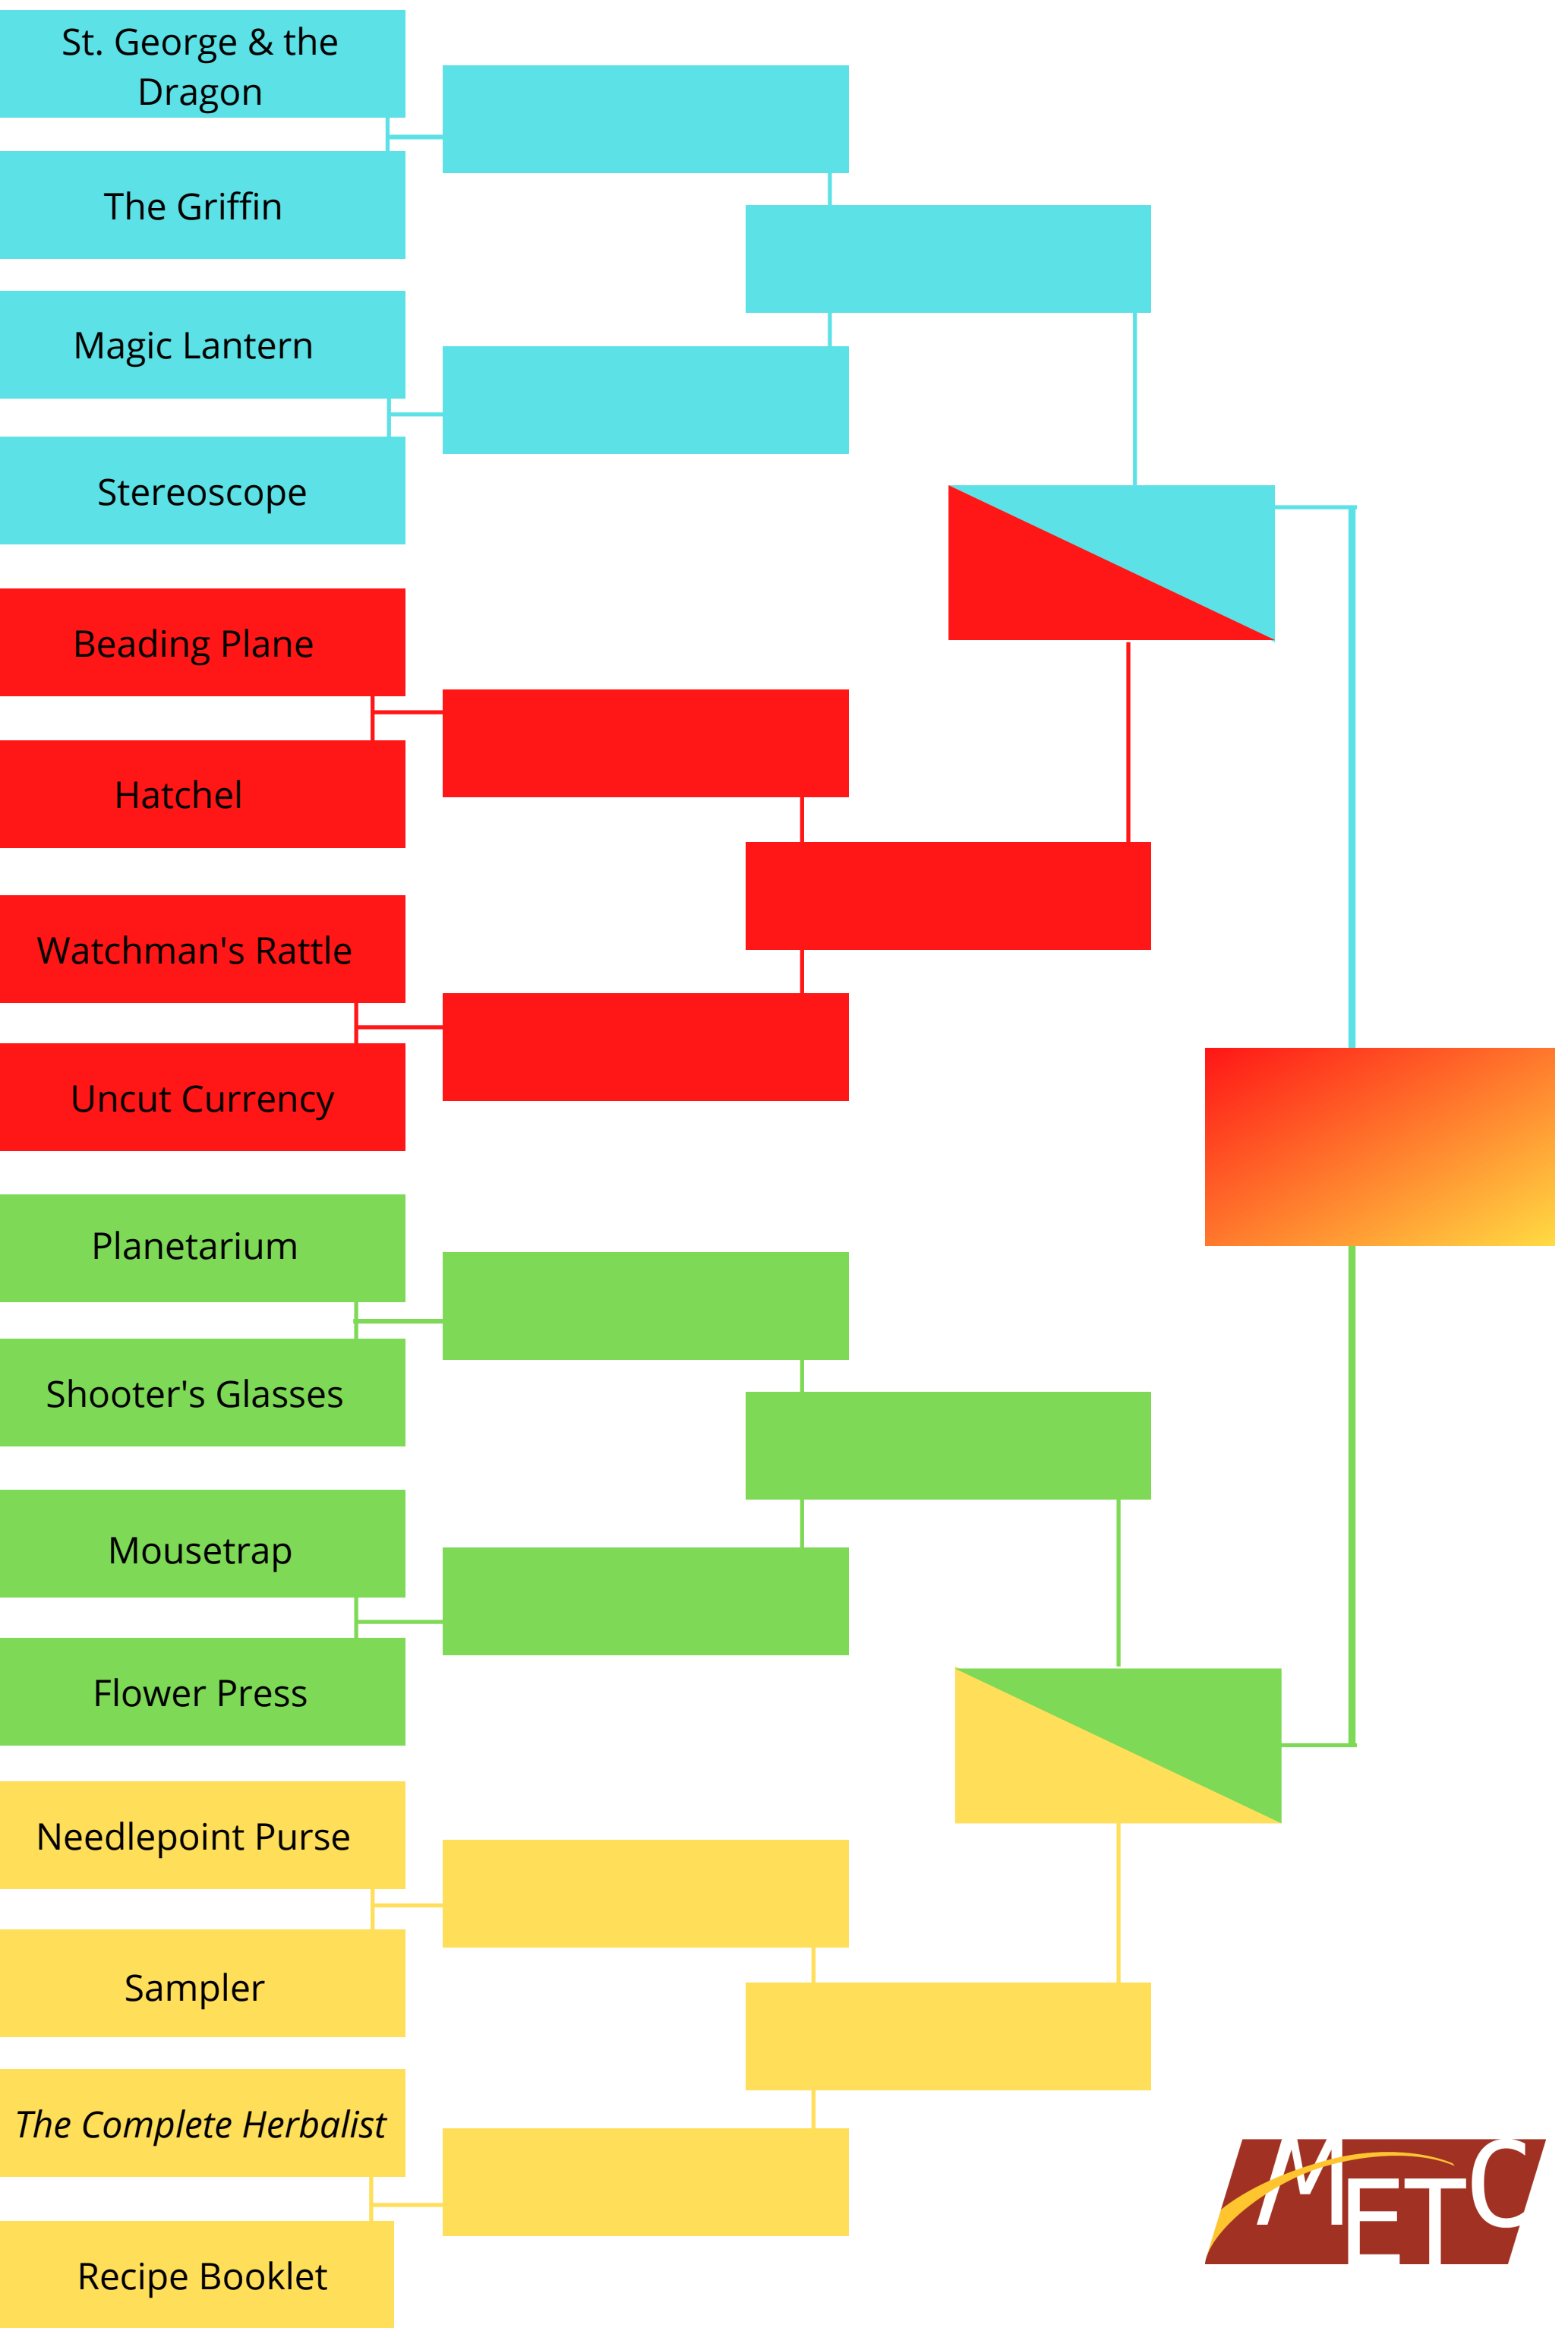 St. George & the
Dragon
The Griffin
Magic Lantern
Stereoscope
Beading Plane
Hatchel
Watchman's Rattle
Uncut Currency
Planetarium
Shooter's Glasses
Mousetrap
Flower Press
Needlepoint Purse
Sampler
The Complete Herbalist
Recipe Booklet
METC